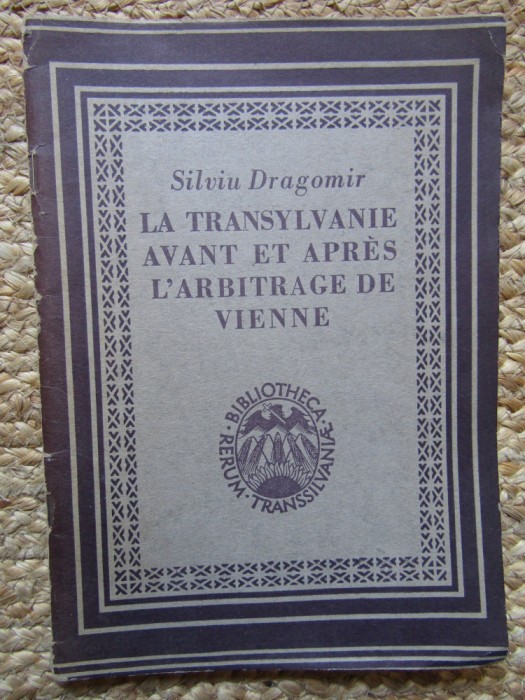 Silviu Dragomir
LA TRANSYLVANIE
AVANT ET APRÈS
L'ARBITRAGE DE
VIENNE
BIBLIOTHECA·
RERUM·TRANSSILVANIAE·